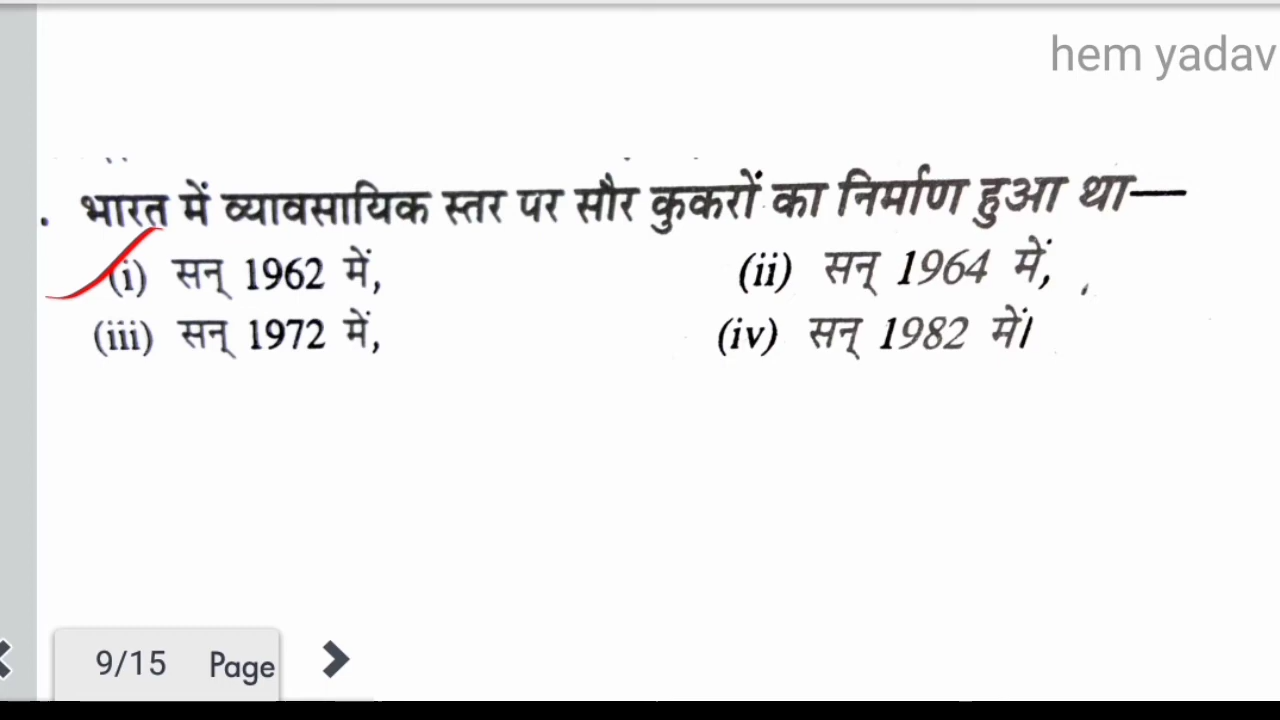 hem yadav
. भारत में व्यावसायिक स्तर पर सौर कुकरों का निर्माण हुआ था—
(i) सन् 1962 में, (ii) सन् 1964 में,
(iii) सन् 1972 में, (iv) सन् 1982 में।
9/15 Page